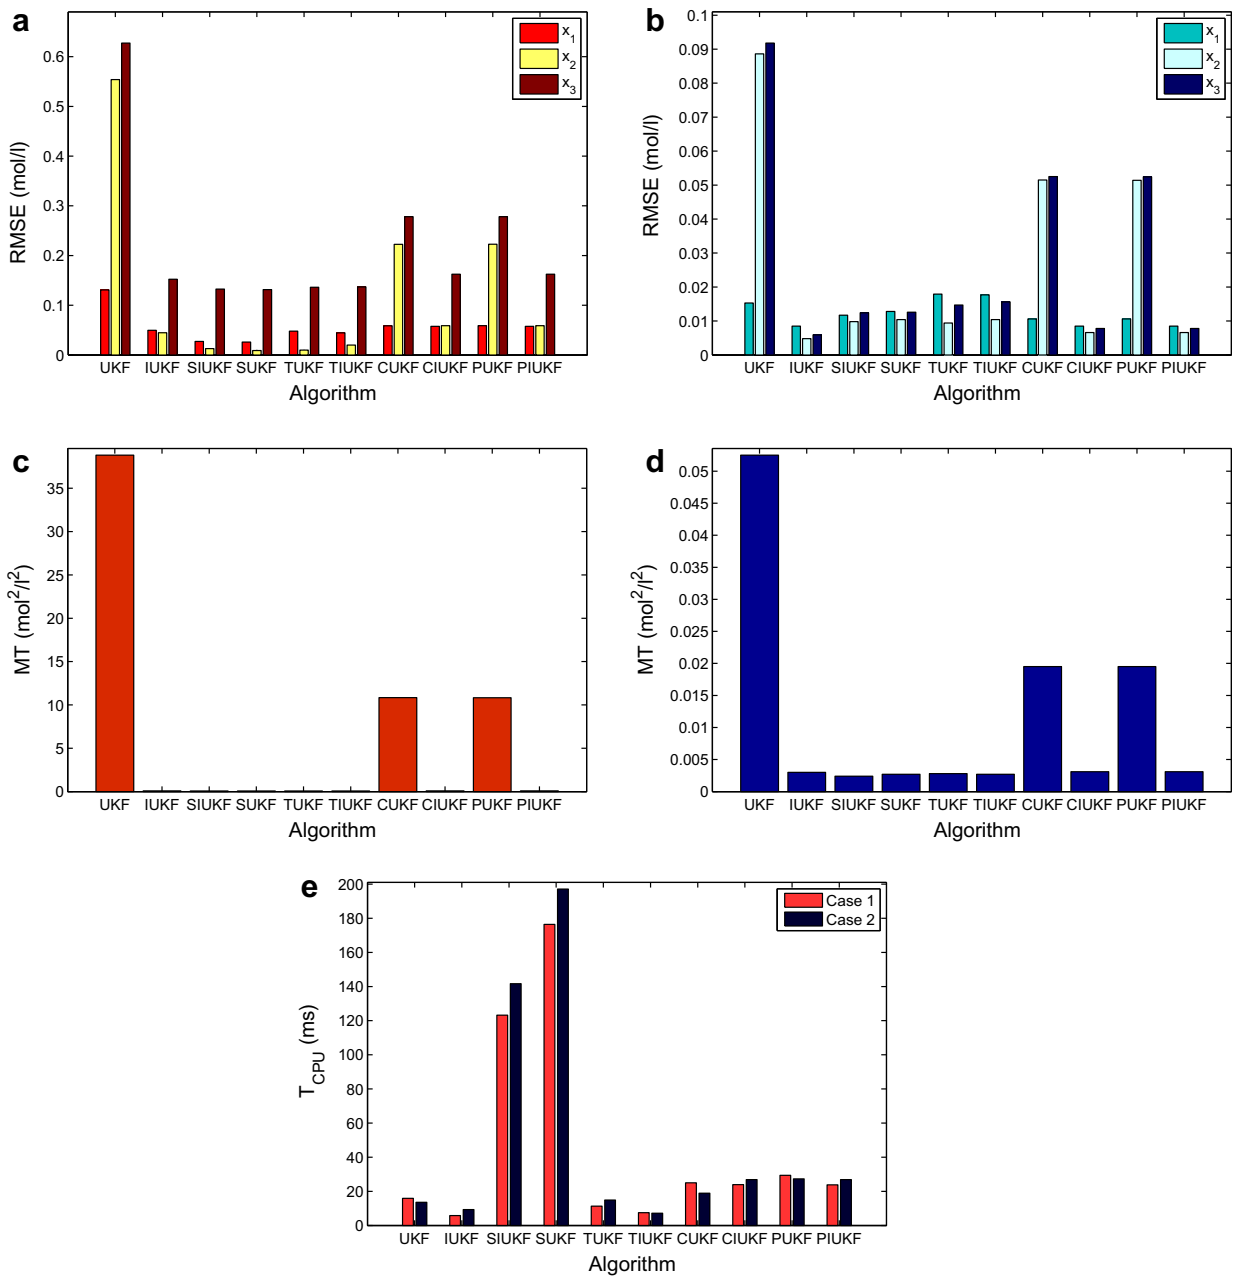 a
RMSE (mol/l)
0.6
0.5
0.4
0.3
0.2
0.1
0
x1
x2
x3
UKF IUKF SIUKF SUKF TUKF TIUKF CUKF CIUKF PUKF PIUKF
Algorithm
b
RMSE (mol/l)
0.1
0.09
0.08
0.07
0.06
0.05
0.04
0.03
0.02
0.01
0
x1
x2
x3
UKF IUKF SIUKF SUKF TUKF TIUKF CUKF CIUKF PUKF PIUKF
Algorithm
c
MT (mol²/l²)
35
30
25
20
15
10
5
0
UKF IUKF SIUKF SUKF TUKF TIUKF CUKF CIUKF PUKF PIUKF
Algorithm
d
MT (mol²/l²)
0.05
0.045
0.04
0.035
0.03
0.025
0.02
0.015
0.01
0.005
0
UKF IUKF SIUKF SUKF TUKF TIUKF CUKF CIUKF PUKF PIUKF
Algorithm
e
TCPU (ms)
200
180
160
140
120
100
80
60
40
20
0
Case 1
Case 2
UKF IUKF SIUKF SUKF TUKF TIUKF CUKF CIUKF PUKF PIUKF
Algorithm